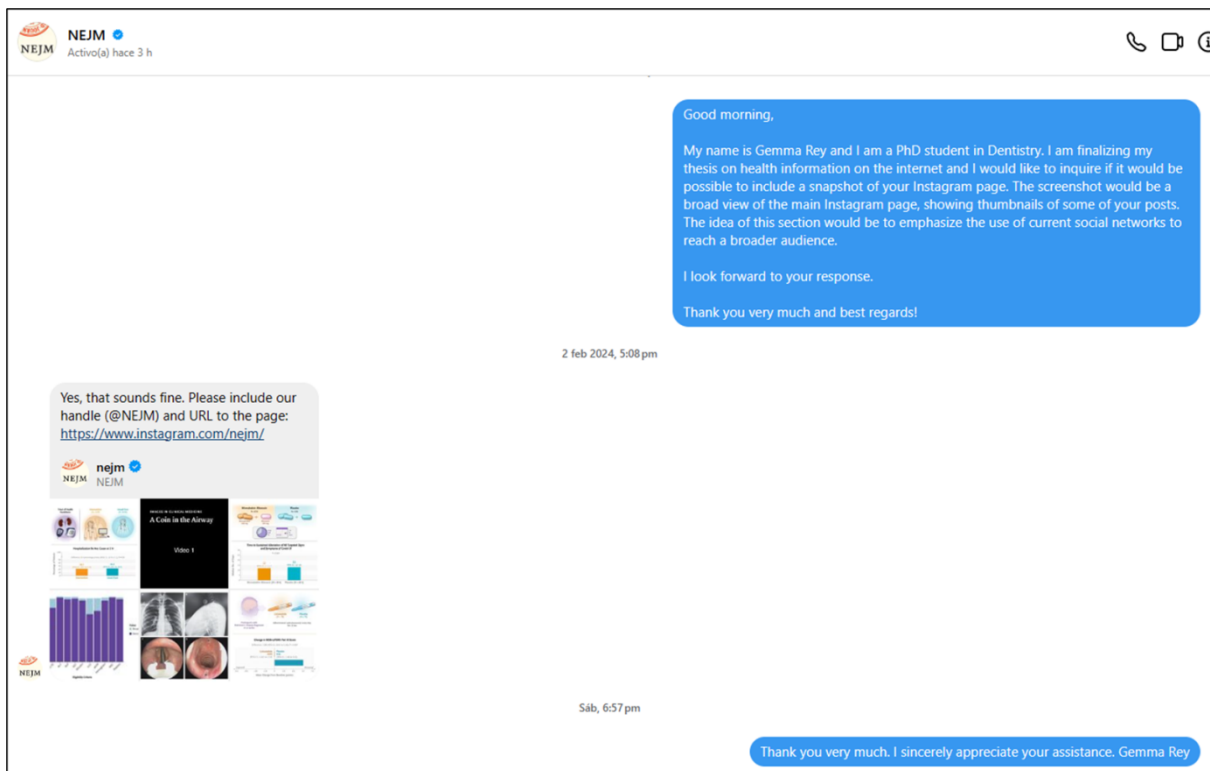 NEJM
Activo(a) hace 3 h
Good morning,
My name is Gemma Rey and I am a PhD student in Dentistry. I am finalizing my
thesis on health information on the internet and I would like to inquire if it would be
possible to include a snapshot of your Instagram page. The screenshot would be a
broad view of the main Instagram page, showing thumbnails of some of your posts.
The idea of this section would be to emphasize the use of current social networks to
reach a broader audience.
I look forward to your response.
Thank you very much and best regards!
2 feb 2024, 5:08 pm
Yes, that sounds fine. Please include our
handle (@NEJM) and URL to the page:
https://www.instagram.com/nejm/
NEJM
nejm
NEJM
A Coin in the Airway
Video 1
NEJM
Sáb, 6:57 pm
Thank you very much. I sincerely appreciate your assistance. Gemma Rey